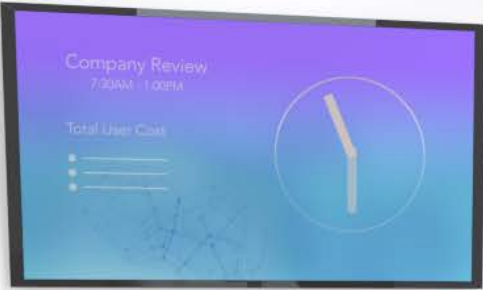 Company Review
7:30AM - 1:00PM
Total User Cost